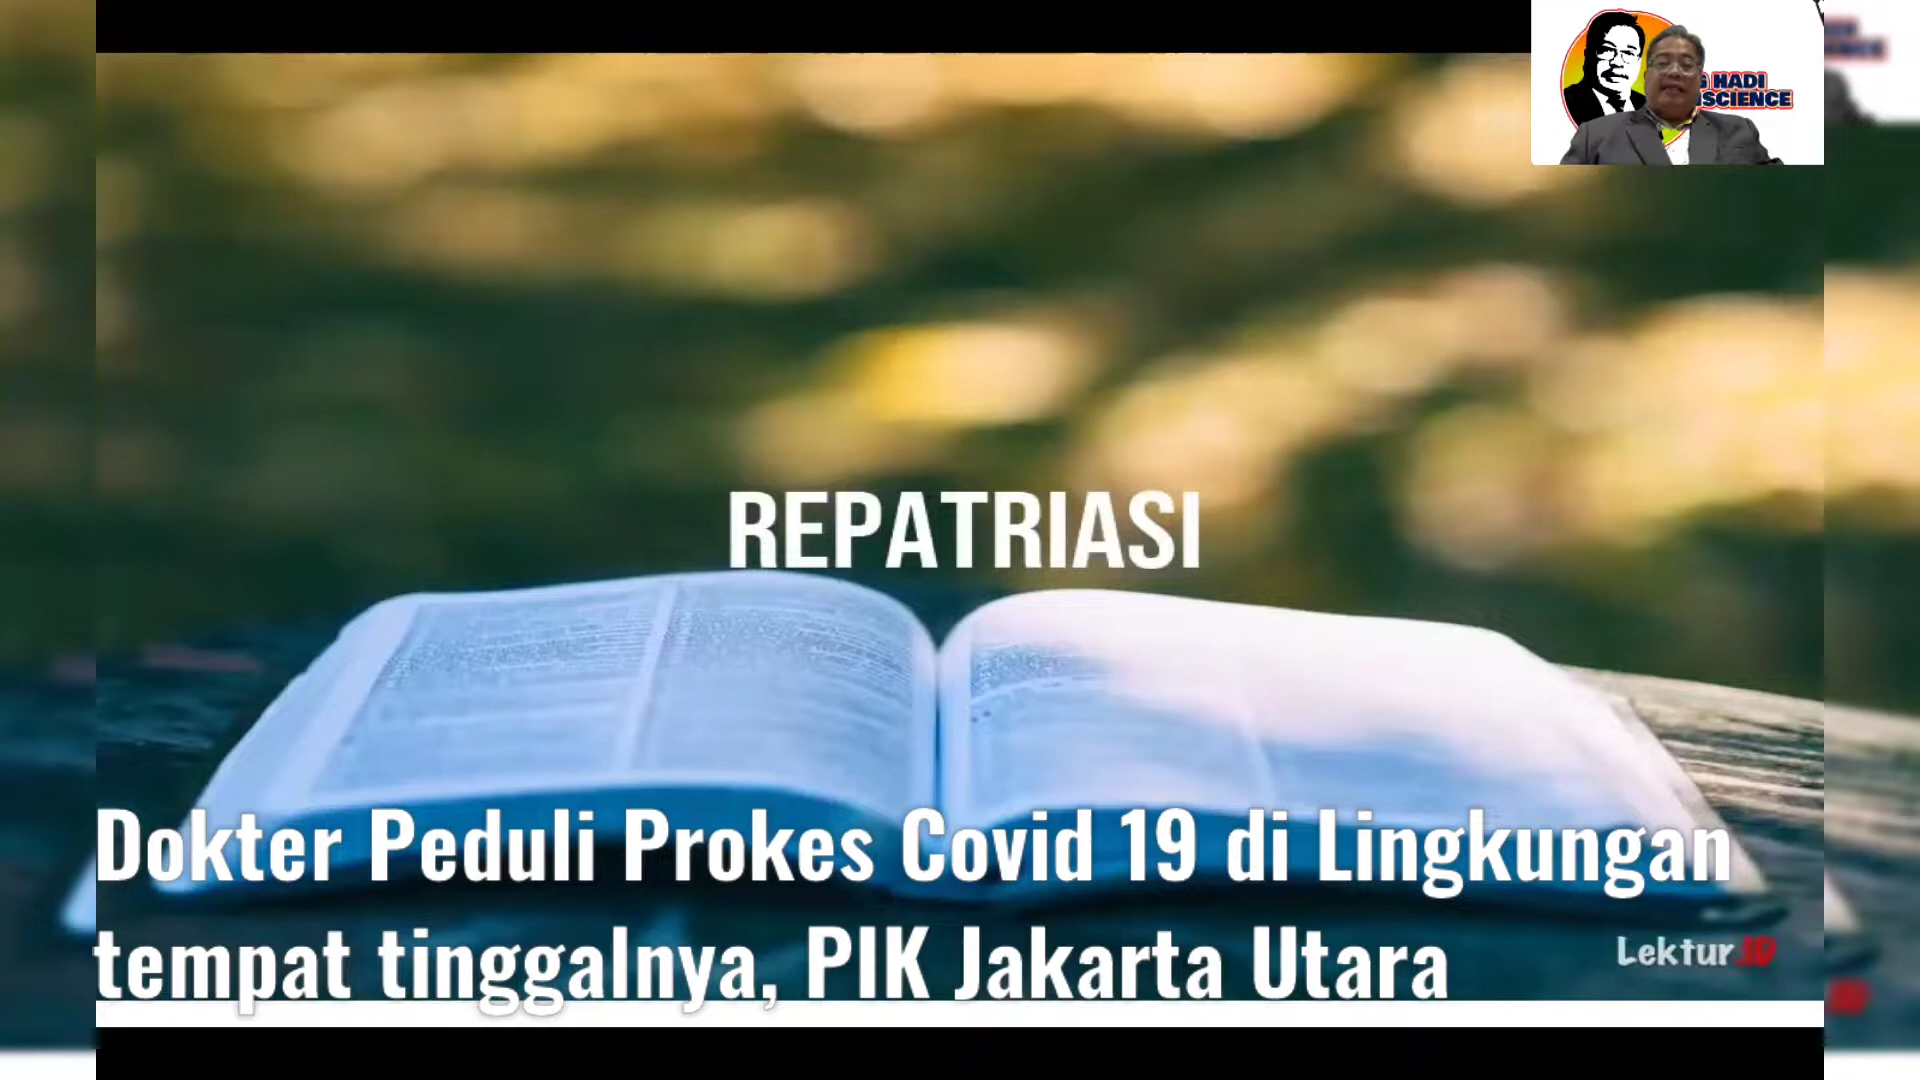 HADI
SCIENCE
REPATRIASI
Dokter Peduli Prokes Covid 19 di Lingkungan
tempat tinggalnya, PIK Jakarta Utara
Lektur.ID